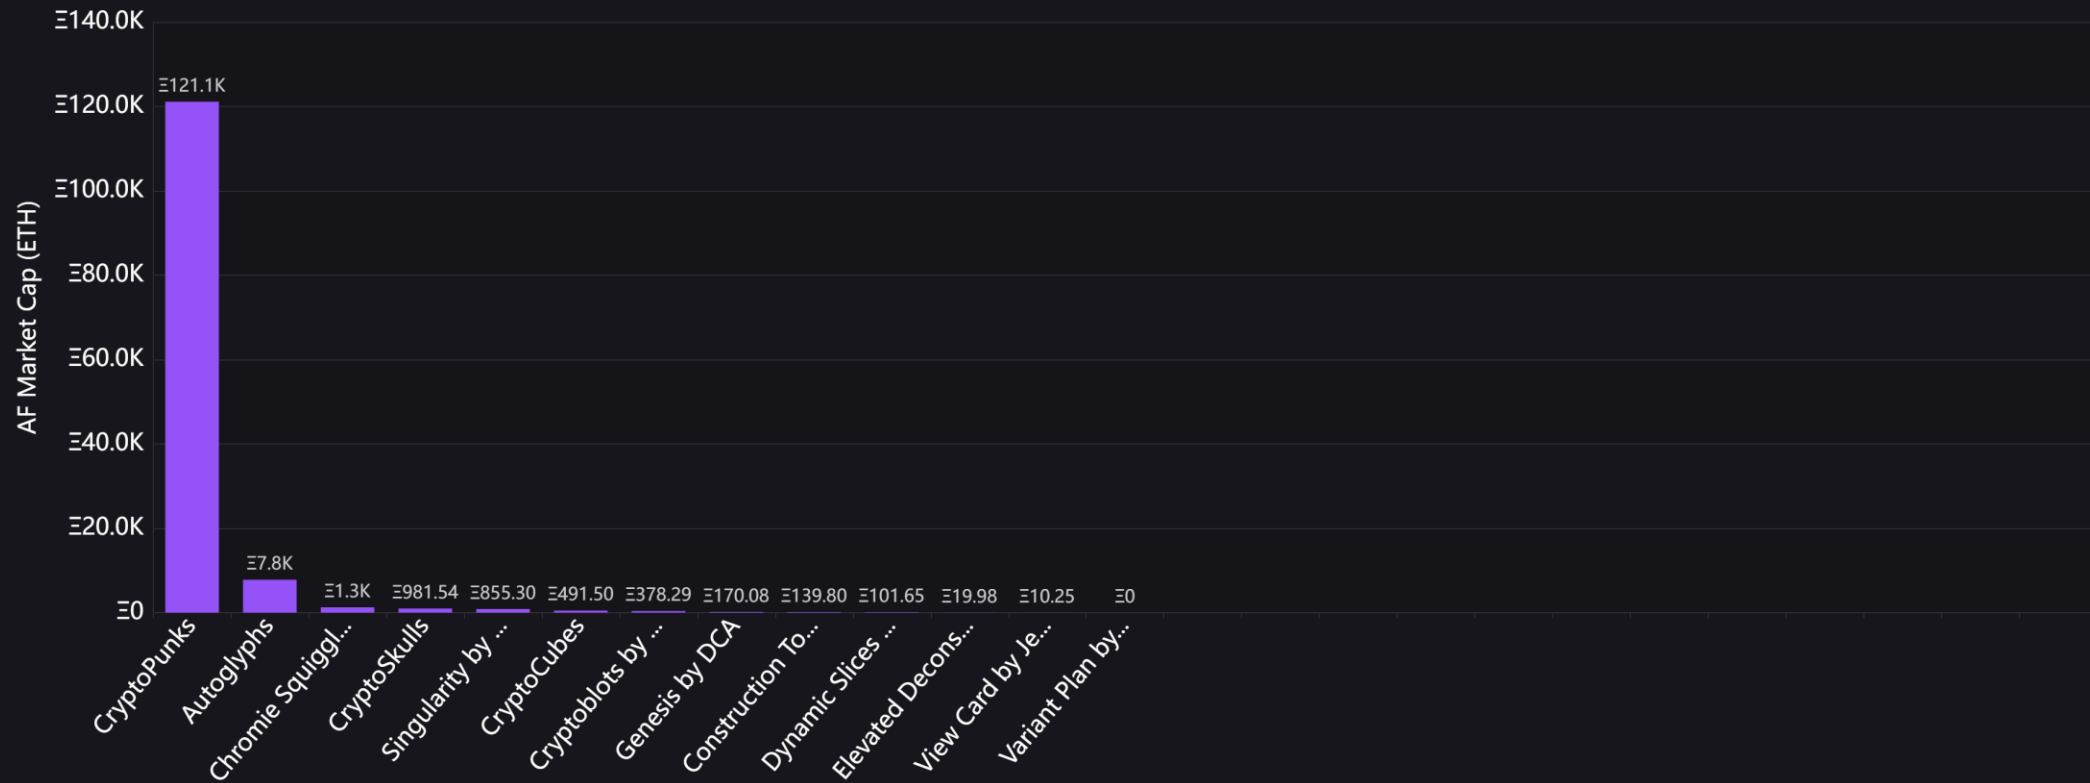 AF Market Cap (ETH)
Ξ140.0K
Ξ120.0K
Ξ100.0K
Ξ80.0K
Ξ60.0K
Ξ40.0K
Ξ20.0K
Ξ0
Ξ121.1K
Ξ7.8K
Ξ1.3K
Ξ981.54
Ξ855.30
Ξ491.50
Ξ378.29
Ξ170.08
Ξ139.80
Ξ101.65
Ξ19.98
Ξ10.25
Ξ0
CryptoPunks
Autoglyphs
Chromie Squiggl...
CryptoSkulls
Singularity by ...
CryptoCubes
Cryptoblots by ...
Genesis by DCA
Construction To...
Dynamic Slices ...
Elevated Decons...
View Card by Je...
Variant Plan by...